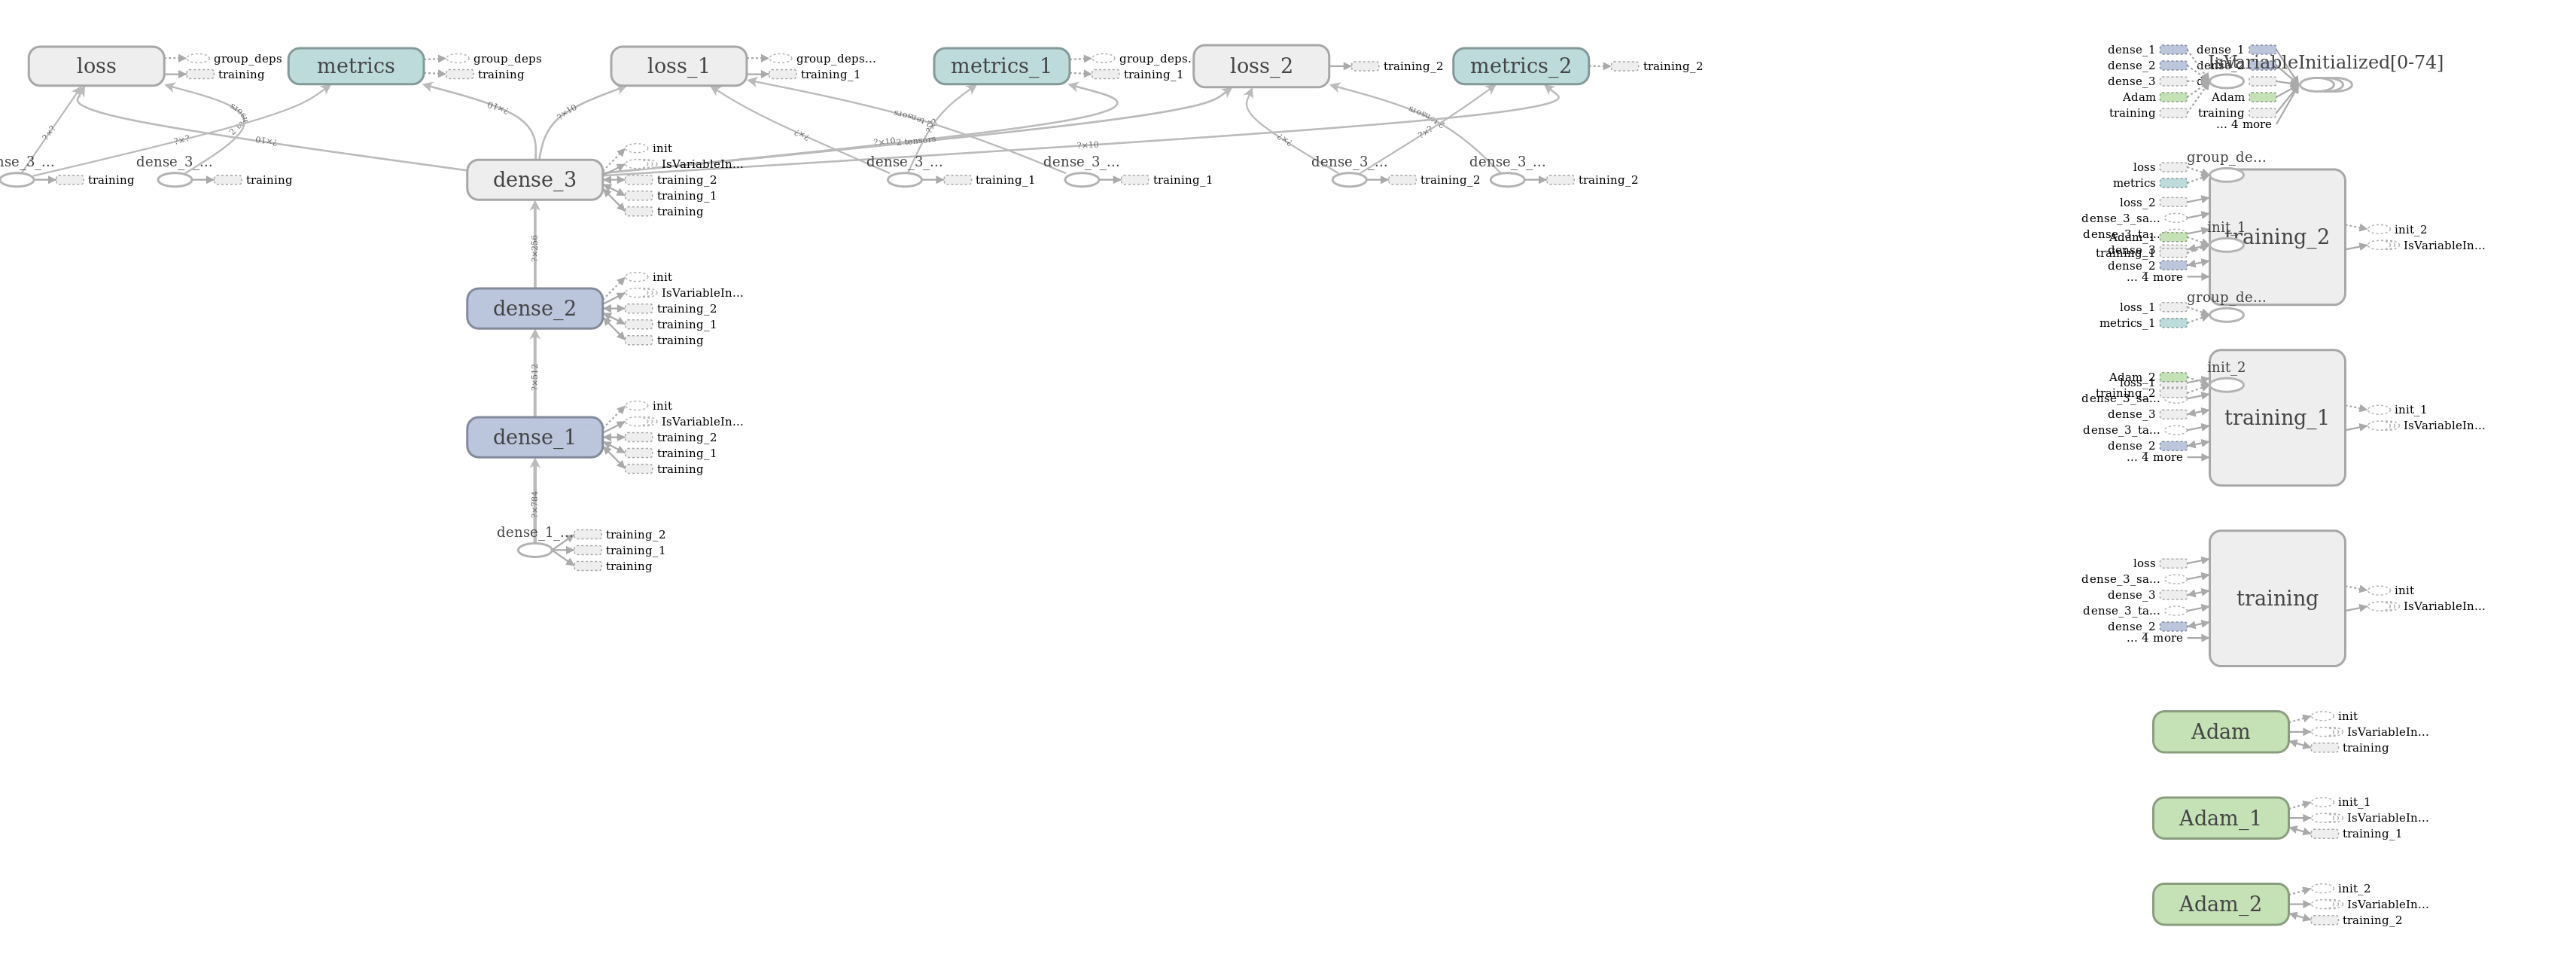 loss
group_deps
training
metrics
group_deps
training
loss_1
group_deps...
training_1
metrics_1
group_deps.
training_1
loss_2
training_2
metrics_2
training_2
?×?
?×10
2 tensors
?×?
?×10
?×10
?×?
2 tensors
?×10
2 tensors
?×10
?×?
?×?
2 tensors
nse_3_...
training
dense_3_...
training
dense_3
init
IsVariableIn...
training_2
training_1
training
dense_3_...
training_1
dense_3_...
training_1
dense_3_...
training_2
dense_3_...
training_2
?×256
dense_2
init
IsVariableIn...
training_2
training_1
training
?×512
dense_1
init
IsVariableIn...
training_2
training_1
training
?×784
dense_1_...
training_2
training_1
training
dense_1
dense_2
dense_3
Adam
training
dense_1
dense_2
Adam
training
... 4 more
IsVariableInitialized[0-74]
group_de...
loss
metrics
loss_2
dense_3_sa...
dense_3_ta...
Adam_1
dense_3
training_1
dense_2
... 4 more
init_1
training_2
init_2
IsVariableIn...
group_de...
loss_1
metrics_1
init_2
Adam_2
loss_1
training_2
dense_3_sa...
dense_3
dense_3_ta...
dense_2
... 4 more
training_1
init_1
IsVariableIn...
loss
dense_3_sa...
dense_3
dense_3_ta...
dense_2
... 4 more
training
init
IsVariableIn...
Adam
init
IsVariableIn...
training
Adam_1
init_1
IsVariableIn...
training_1
Adam_2
init_2
IsVariableIn...
training_2